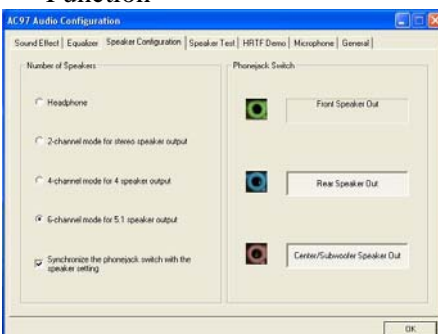 Function
AC97 Audio Configuration
Sound Effect Equalizer Speaker Configuration Speaker Test HRTF Demo Microphone General
Number of Speakers
Headphone
2-channel mode for stereo speaker output
4-channel mode for 4 speaker output
6-channel mode for 5.1 speaker output
Synchronize the phonejack switch with the
speaker setting
Phonejack Switch
Front Speaker Out
Rear Speaker Out
Center/Subwoofer Speaker Out
OK